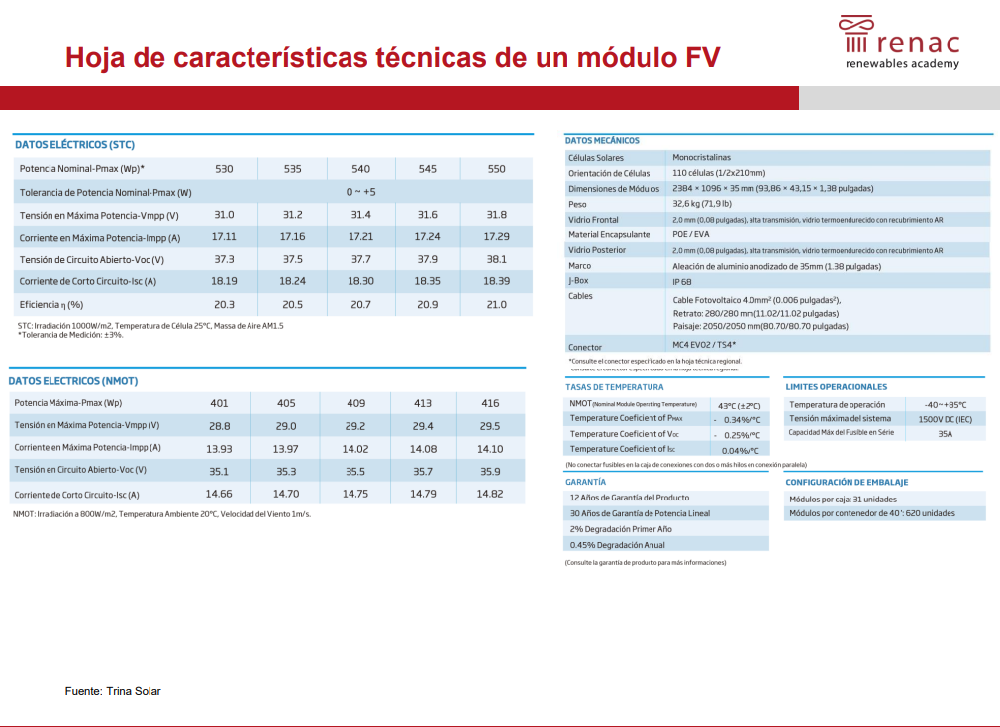 Hoja de características técnicas de un módulo FV
renac
renewables academy
DATOS ELÉCTRICOS (STC)
Potencia Nominal-Pmax (Wp)* 530 535 540 545 550
Tolerancia de Potencia Nominal-Pmax (W) 0 ~ +5
Tensión en Máxima Potencia-Vmpp (V) 31.0 31.2 31.4 31.6 31.8
Corriente en Máxima Potencia-Impp (A) 17.11 17.16 17.21 17.24 17.29
Tensión de Circuito Abierto-Voc (V) 37.3 37.5 37.7 37.9 38.1
Corriente de Corto Circuito-Isc (A) 18.19 18.24 18.30 18.35 18.39
Eficiencia η (%) 20.3 20.5 20.7 20.9 21.0
STC: Irradiación 1000W/m2, Temperatura de Célula 25°C, Massa de Aire AM1.5
*Tolerancia de Medición: ±3%.
DATOS ELECTRICOS (NMOT)
Potencia Máxima-Pmax (Wp) 401 405 409 413 416
Tensión en Máxima Potencia-Vmpp (V) 28.8 29.0 29.2 29.4 29.5
Corriente en Máxima Potencia-Impp (A) 13.93 13.97 14.02 14.08 14.10
Tensión en Circuito Abierto-Voc (V) 35.1 35.3 35.5 35.7 35.9
Corriente de Corto Circuito-Isc (A) 14.66 14.70 14.75 14.79 14.82
NMOT: Irradiación a 800W/m2, Temperatura Ambiente 20°C, Velocidad del Viento 1m/s.
DATOS MECÁNICOS
Células Solares Monocristalinas
Orientación de Células 110 células (1/2x210mm)
Dimensiones de Módulos 2384 × 1096 × 35 mm (93,86 × 43,15 × 1,38 pulgadas)
Peso 32,6 kg (71,9 lb)
Vidrio Frontal 2.0 mm (0,08 pulgadas), alta transmisión, vidrio termoendurecido con recubrimiento AR
Material Encapsulante POE / EVA
Vidrio Posterior 2.0 mm (0,08 pulgadas), alta transmisión, vidrio termoendurecido con recubrimiento AR
Marco Aleación de aluminio anodizado de 35mm (1.38 pulgadas)
J-Box IP 68
Cables Cable Fotovoltaico 4.0mm² (0.006 pulgadas²),
Retrato: 280/280 mm(11.02/11.02 pulgadas)
Paisaje: 2050/2050 mm(80.70/80.70 pulgadas)
Conector MC4 EVO2 / TS4*
*Consulte el conector especificado en la hoja técnica regional.
TASAS DE TEMPERATURA
NMOT (Nominal Module Operating Temperature) 43°C (±2°C)
Temperature Coefficient of PMAX - 0.34%/°C
Temperature Coefficient of VOC - 0.25%/°C
Temperature Coefficient of ISC 0.04%/°C
(No conectar fusibles en la caja de conexiones con dos o más hilos en conexión paralela)
LIMITES OPERACIONALES
Temperatura de operación -40~+85°C
Tensión máxima del sistema 1500V DC (IEC)
Capacidad Máx del Fusible en Série 35A
GARANTÍA
12 Años de Garantía del Producto
30 Años de Garantía de Potencia Lineal
2% Degradación Primer Año
0.45% Degradación Anual
(Consulte la garantía de producto para más informaciones)
CONFIGURACIÓN DE EMBALAJE
Módulos por caja: 31 unidades
Módulos por contenedor de 40': 620 unidades
Fuente: Trina Solar